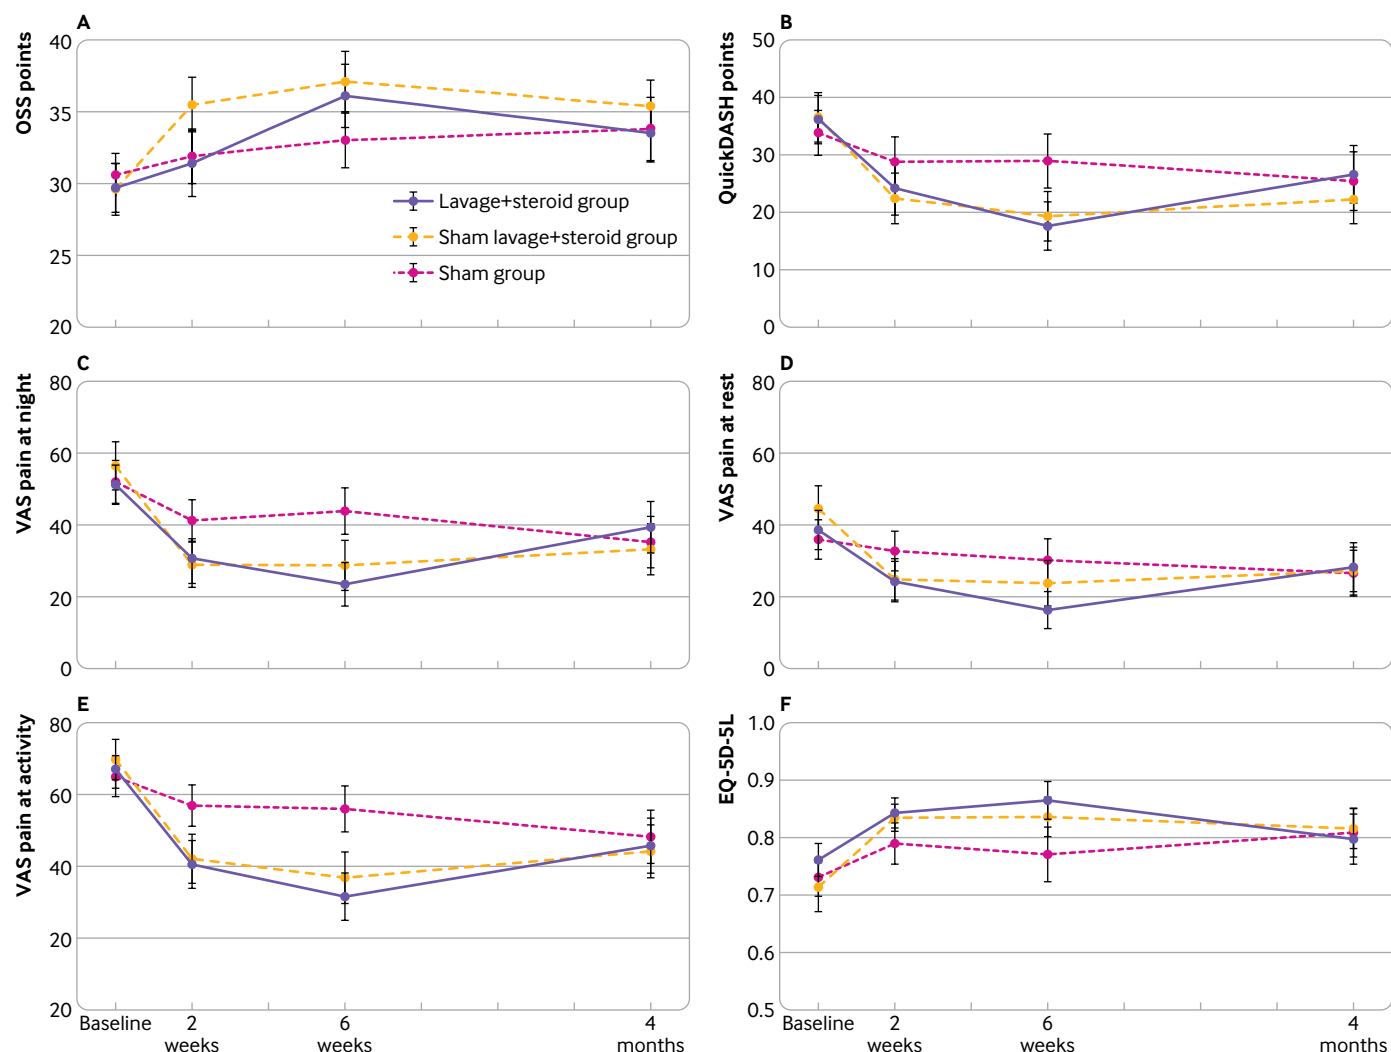 A
OSS points
40
35
30
25
20
Lavage+steroid group
Sham lavage+steroid group
Sham group
B
QuickDASH points
50
40
30
20
10
0
C
VAS pain at night
80
60
40
20
0
D
VAS pain at rest
80
60
40
20
0
E
VAS pain at activity
80
60
40
20
20
Baseline
2
weeks
6
weeks
4
months
F
EQ-5D-5L
1.0
0.9
0.8
0.7
0.6
0.5
Baseline
2
weeks
6
weeks
4
months